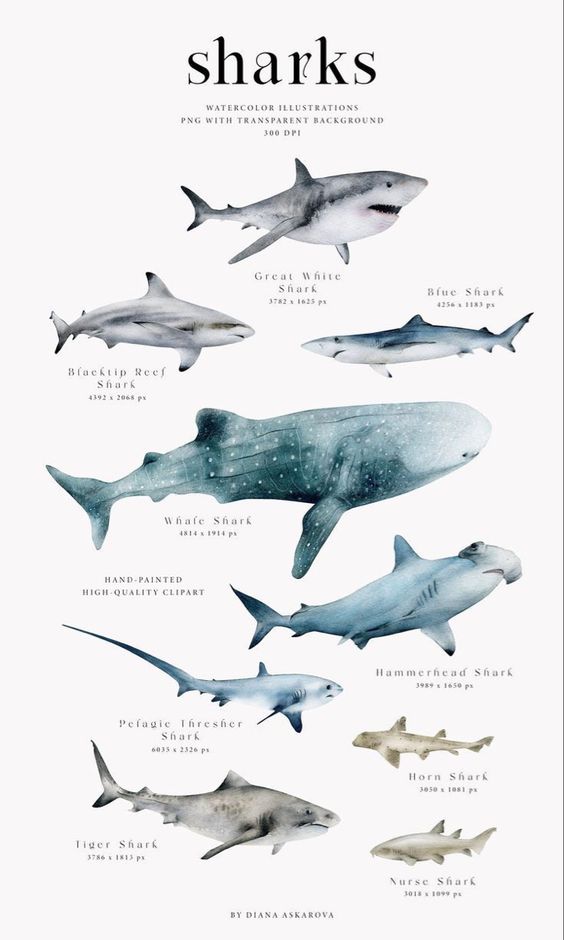 sharks
WATERCOLOR ILLUSTRATIONS
PNG WITH TRANSPARENT BACKGROUND
300 DPI
Great White
Shark
3782 x 1625 px
Blue Shark
4256 x 1183 px
Blacktip Reef
Shark
4392 x 2068 px
Whale Shark
4814 x 1914 px
HAND-PAINTED
HIGH-QUALITY CLIPART
Hammerhead Shark
3989 x 1650 px
Pelagic Thresher
Shark
6035 x 2326 px
Horn Shark
3050 x 1081 px
Tiger Shark
3786 x 1813 px
Nurse Shark
3018 x 1099 px
BY DIANA ASKAROVA